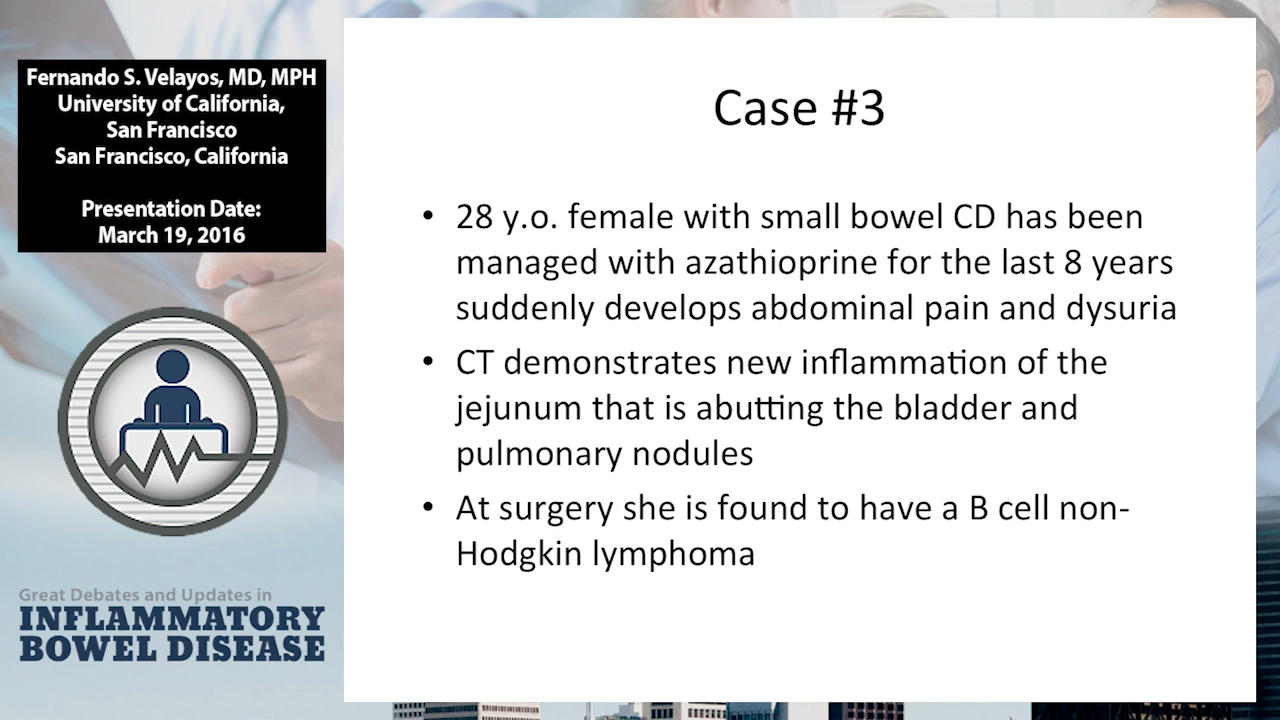 Fernando S. Velayos, MD, MPH
University of California,
San Francisco
San Francisco, California
Presentation Date:
March 19, 2016
Great Debates and Updates in
INFLAMMATORY
BOWEL DISEASE
Case #3
• 28 y.o. female with small bowel CD has been
managed with azathioprine for the last 8 years
suddenly develops abdominal pain and dysuria
• CT demonstrates new inflammation of the
jejunum that is abutting the bladder and
pulmonary nodules
• At surgery she is found to have a B cell non-
Hodgkin lymphoma